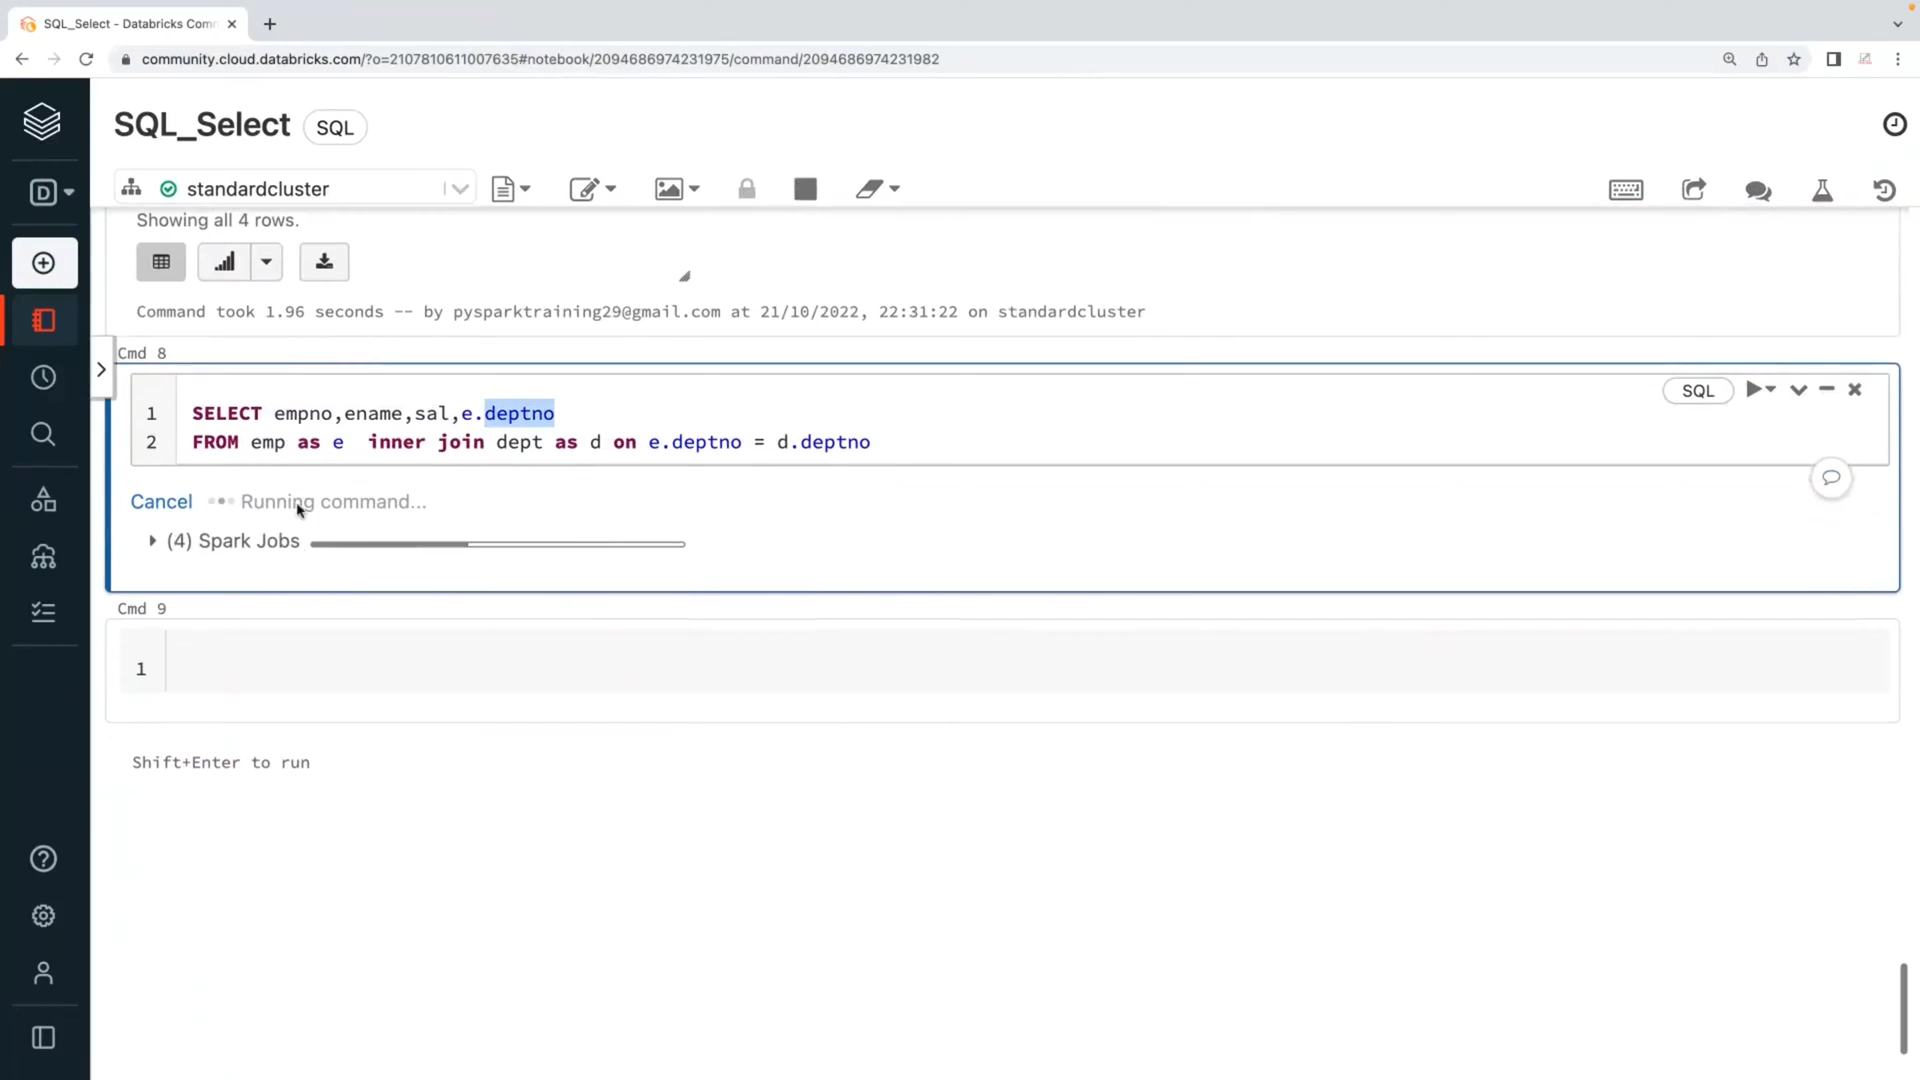 SQL_Select - Databricks Com
community.cloud.databricks.com/?o=2107810611007635#notebook/2094686974231975/command/2094686974231982
SQL_Select SQL
D standardcluster
Showing all 4 rows.
Command took 1.96 seconds -- by pysparktraining29@gmail.com at 21/10/2022, 22:31:22 on standardcluster
Cmd 8
SQL
1 SELECT empno,ename,sal,e.deptno
2 FROM emp as e inner join dept as d on e.deptno = d.deptno
Cancel Running command...
(4) Spark Jobs
Cmd 9
1
Shift+Enter to run